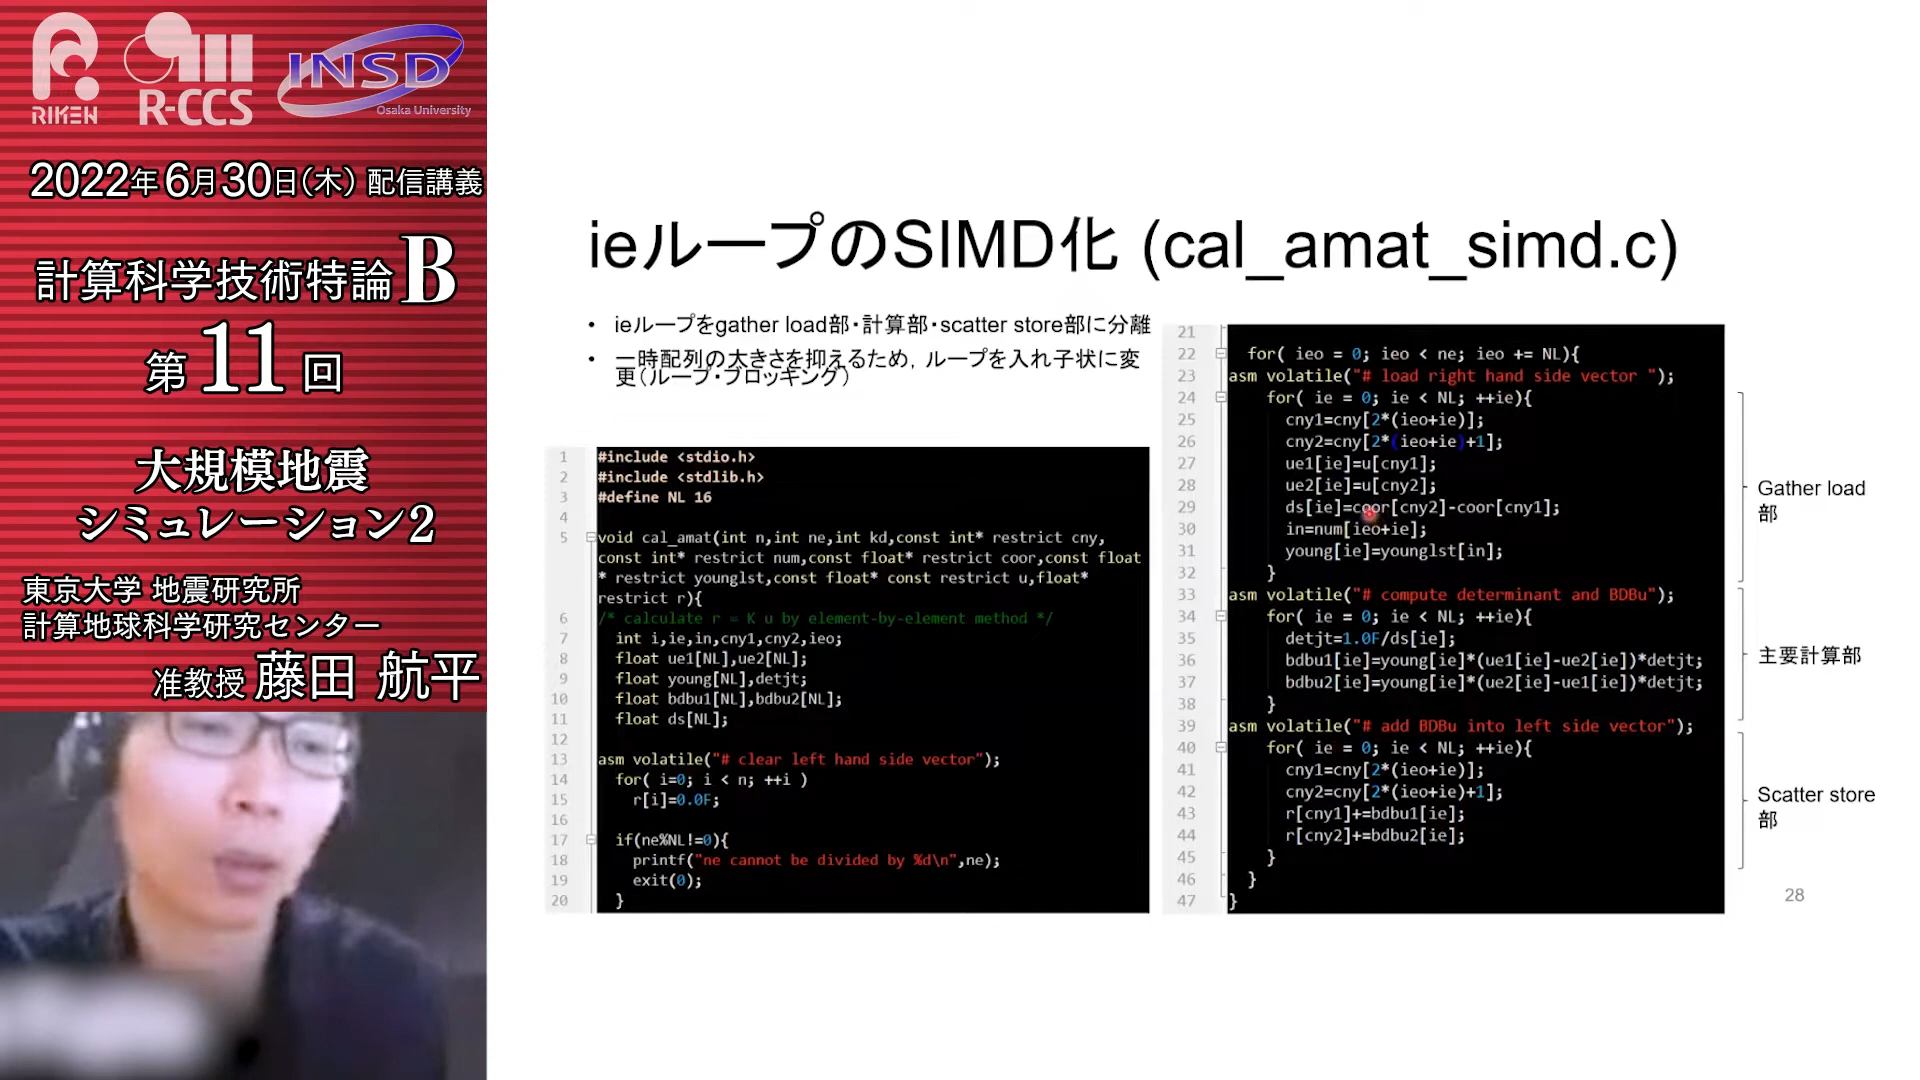 RIKEN
R-CCS
INSD
Osaka University
2022年6月30日(木) 配信講義
計算科学技術特論B
第11回
大規模地震
シミュレーション2
東京大学 地震研究所
計算地球科学研究センター
准教授 藤田 航平
ieループのSIMD化 (cal_amat_simd.c)
• ieループをgather load部・計算部・scatter store部に分離
• 一時配列の大きさを抑えるため，ループを入れ子状に変
更（ループ・ブロッキング）
1 #include <stdio.h>
2 #include <stdlib.h>
3 #define NL 16
4
5 void cal_amat(int n,int ne,int kd,const int* restrict cny,
const int* restrict num,const float* restrict coor,const float
* restrict younglst,const float* const restrict u,float*
restrict r){
6 /* calculate r = K u by element-by-element method */
7 int i,ie,in,cny1,cny2,ieo;
8 float ue1[NL],ue2[NL];
9 float young[NL],detjt;
10 float bdbu1[NL],bdbu2[NL];
11 float ds[NL];
12
13 asm volatile("# clear left hand side vector");
14 for( i=0; i < n; ++i )
15 r[i]=0.0F;
16
17 if(ne%NL!=0){
18 printf("ne cannot be divided by %d\n",ne);
19 exit(0);
20 }
21
22 for( ieo = 0; ieo < ne; ieo += NL){
23 asm volatile("# load right hand side vector ");
24 for( ie = 0; ie < NL; ++ie){
25 cny1=cny[2*(ieo+ie)];
26 cny2=cny[2*(ieo+ie)+1];
27 ue1[ie]=u[cny1];
28 ue2[ie]=u[cny2];
29 ds[ie]=coor[cny2]-coor[cny1];
30 in=num[ieo+ie];
31 young[ie]=younglst[in];
32 }
33 asm volatile("# compute determinant and BDBu");
34 for( ie = 0; ie < NL; ++ie){
35 detjt=1.0F/ds[ie];
36 bdbu1[ie]=young[ie]*(ue1[ie]-ue2[ie])*detjt;
37 bdbu2[ie]=young[ie]*(ue2[ie]-ue1[ie])*detjt;
38 }
39 asm volatile("# add BDBu into left side vector");
40 for( ie = 0; ie < NL; ++ie){
41 cny1=cny[2*(ieo+ie)];
42 cny2=cny[2*(ieo+ie)+1];
43 r[cny1]+=bdbu1[ie];
44 r[cny2]+=bdbu2[ie];
45 }
46 }
47 }
Gather load
部
主要計算部
Scatter store
部
28